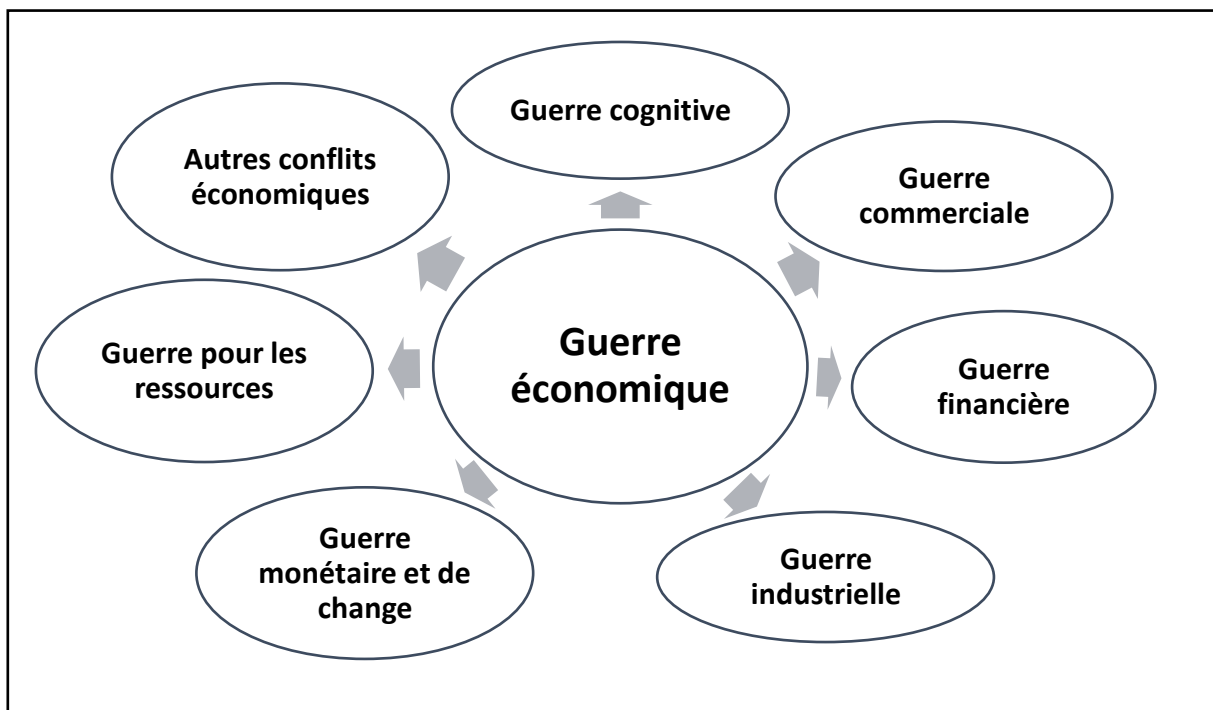 Guerre cognitive
Autres conflits
économiques
Guerre
commerciale
Guerre pour les
ressources
Guerre
économique
Guerre
financière
Guerre
monétaire et de
change
Guerre
industrielle